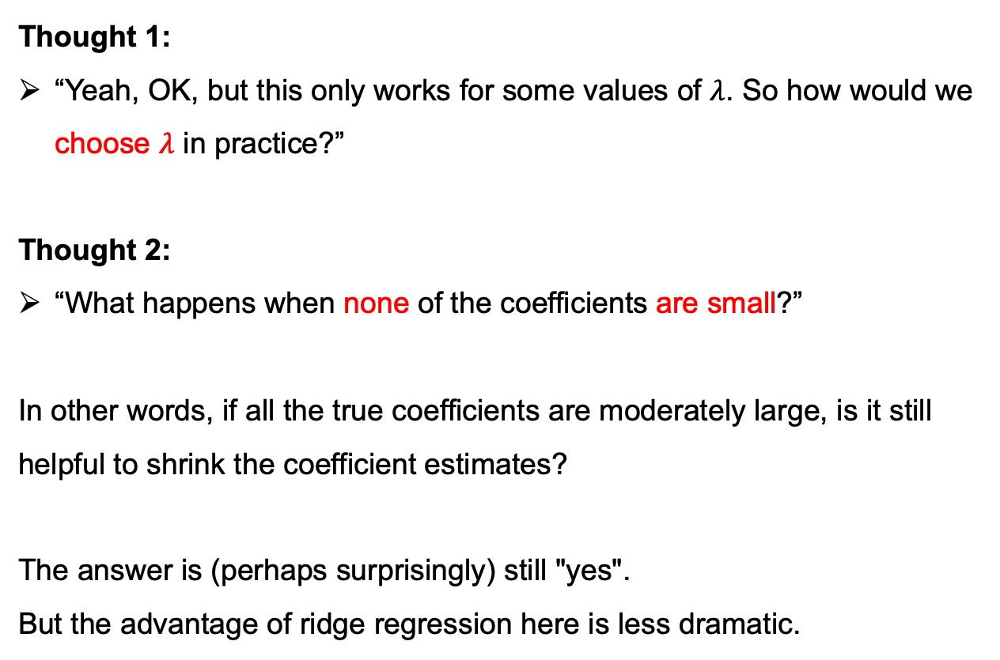 Thought 1:
➢ “Yeah, OK, but this only works for some values of 𝜆. So how would we
choose 𝜆 in practice?”
Thought 2:
➢ “What happens when none of the coefficients are small?”
In other words, if all the true coefficients are moderately large, is it still
helpful to shrink the coefficient estimates?
The answer is (perhaps surprisingly) still "yes".
But the advantage of ridge regression here is less dramatic.